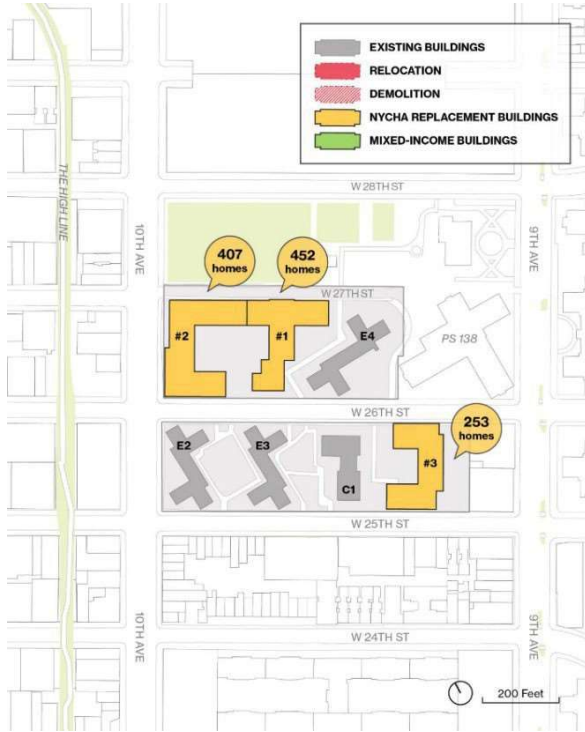 EXISTING BUILDINGS
RELOCATION
DEMOLITION
NYCHA REPLACEMENT BUILDINGS
MIXED-INCOME BUILDINGS
W 28TH ST
THE HIGH LINE
10TH AVE
9TH AVE
407
homes
452
homes
W 27TH ST
#2
#1
E4
PS 138
W 26TH ST
253
homes
E2
E3
C1
#3
W 25TH ST
10TH AVE
9TH AVE
W 24TH ST
200 Feet